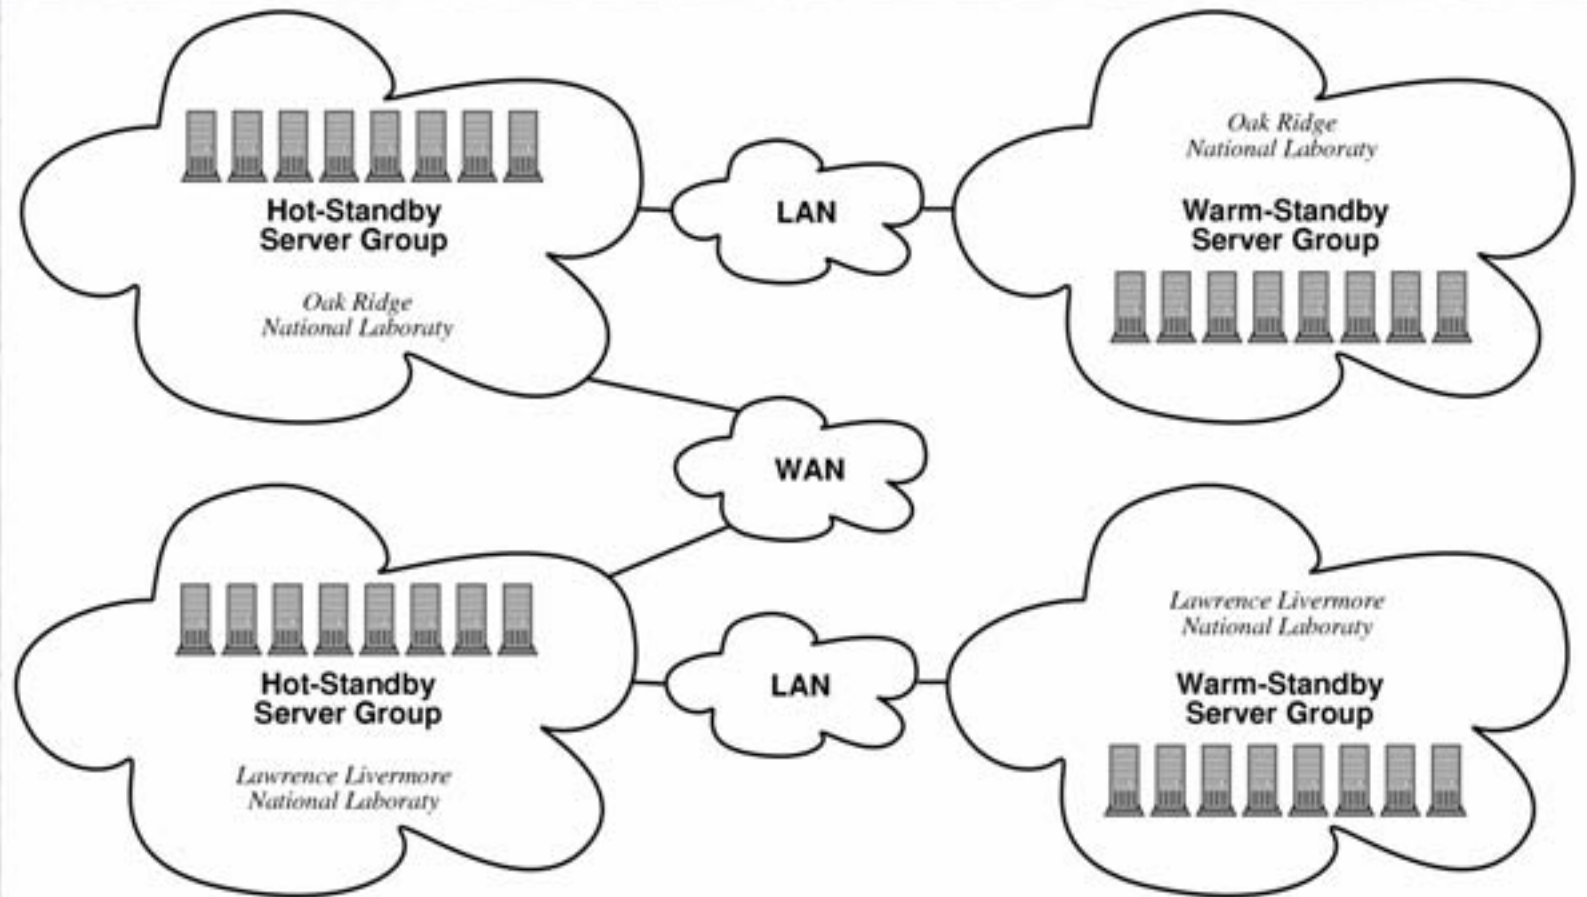 Hot-Standby
Server Group
Oak Ridge
National Laboraty
LAN
Oak Ridge
National Laboraty
Warm-Standby
Server Group
WAN
Hot-Standby
Server Group
Lawrence Livermore
National Laboraty
LAN
Lawrence Livermore
National Laboraty
Warm-Standby
Server Group